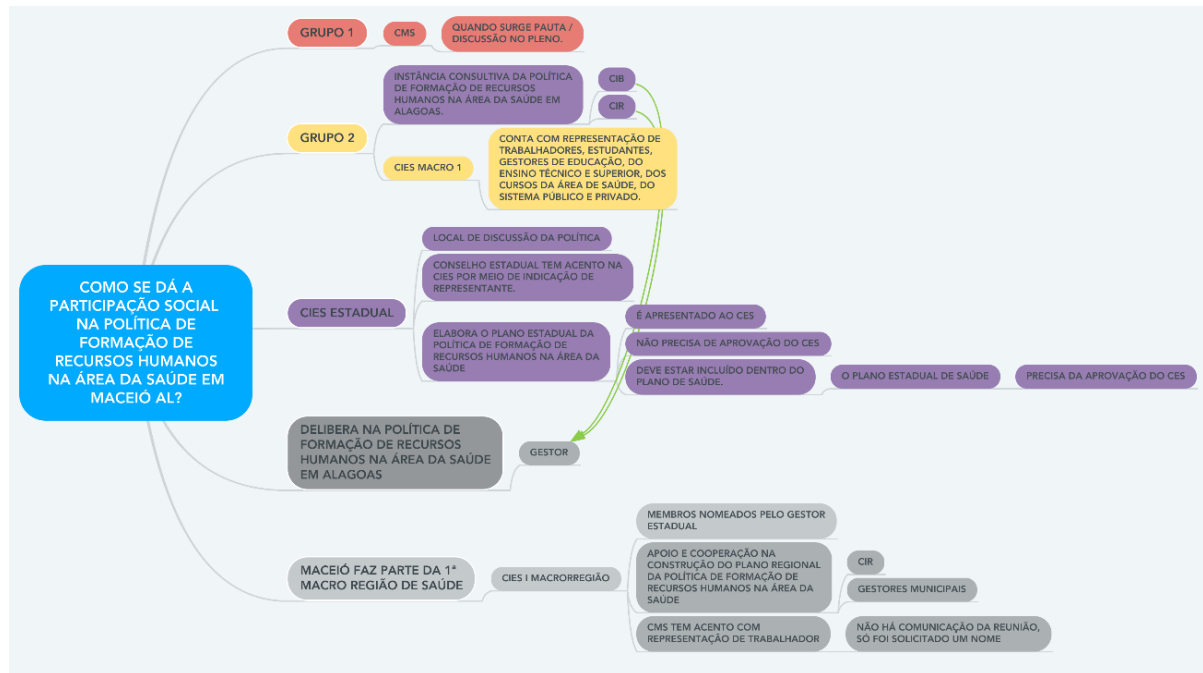 COMO SE DÁ A
PARTICIPAÇÃO SOCIAL
NA POLÍTICA DE
FORMAÇÃO DE
RECURSOS HUMANOS
NA ÁREA DA SAÚDE EM
MACEIÓ AL?
GRUPO 1
CMS
QUANDO SURGE PAUTA /
DISCUSSÃO NO PLENO.
GRUPO 2
INSTÂNCIA CONSULTIVA DA POLÍTICA
DE FORMAÇÃO DE RECURSOS
HUMANOS NA ÁREA DA SAÚDE EM
ALAGOAS.
CIB
CIR
CIES MACRO 1
CONTA COM REPRESENTAÇÃO DE
TRABALHADORES, ESTUDANTES,
GESTORES DE EDUCAÇÃO, DO
ENSINO TÉCNICO E SUPERIOR, DOS
CURSOS DA ÁREA DE SAÚDE, DO
SISTEMA PÚBLICO E PRIVADO.
CIES ESTADUAL
LOCAL DE DISCUSSÃO DA POLÍTICA
CONSELHO ESTADUAL TEM ACENTO NA
CIES POR MEIO DE INDICAÇÃO DE
REPRESENTANTE.
ELABORA O PLANO ESTADUAL DA
POLÍTICA DE FORMAÇÃO DE
RECURSOS HUMANOS NA ÁREA DA
SAÚDE
É APRESENTADO AO CES
NÃO PRECISA DE APROVAÇÃO DO CES
DEVE ESTAR INCLUÍDO DENTRO DO
PLANO DE SAÚDE.
O PLANO ESTADUAL DE SAÚDE
PRECISA DA APROVAÇÃO DO CES
DELIBERA NA POLÍTICA DE
FORMAÇÃO DE RECURSOS
HUMANOS NA ÁREA DA SAÚDE
EM ALAGOAS
GESTOR
MACEIÓ FAZ PARTE DA 1ª
MACRO REGIÃO DE SAÚDE
CIES I MACRORREGIÃO
MEMBROS NOMEADOS PELO GESTOR
ESTADUAL
APOIO E COOPERAÇÃO NA
CONSTRUÇÃO DO PLANO REGIONAL
DA POLÍTICA DE FORMAÇÃO DE
RECURSOS HUMANOS NA ÁREA DA
SAÚDE
CIR
GESTORES MUNICIPAIS
CMS TEM ACENTO COM
REPRESENTAÇÃO DE TRABALHADOR
NÃO HÁ COMUNICAÇÃO DA REUNIÃO,
SÓ FOI SOLICITADO UM NOME